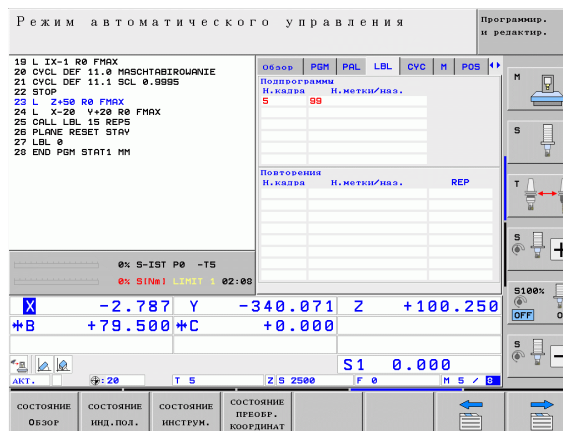 Режим автоматического управления
Программир.
и редактир.
19 L IX-1 R0 FMAX
20 CYCL DEF 11.0 MASCHTABIROWANIE
21 CYCL DEF 11.1 SCL 0.9995
22 STOP
23 L Z+50 R0 FMAX
24 L X-20 Y+20 R0 FMAX
25 CALL LBL 15 REP5
26 PLANE RESET STAY
27 LBL 0
28 END PGM STAT1 MM
Обзор PGM PAL LBL CYC M POS
Подпрограммы
Н.кадра Н.метки/наз.
5 99
Повторения
Н.кадра Н.метки/наз. REP
0% S-IST P0 -T5
0% S[Nm] LIMIT 1 02:08
X -2.787 Y -340.071 Z +100.250
B +79.500 C +0.000
S1 0.000
АКТ. :20 T 5 Z S 2500 F 0 M 5 / 8
M
S
T
S
S100%
OFF O
S
СОСТОЯНИЕ ОБЗОР
СОСТОЯНИЕ ИНД.ПОЛ.
СОСТОЯНИЕ ИНСТРУМ.
СОСТОЯНИЕ ПРЕОБР. КООРДИНАТ